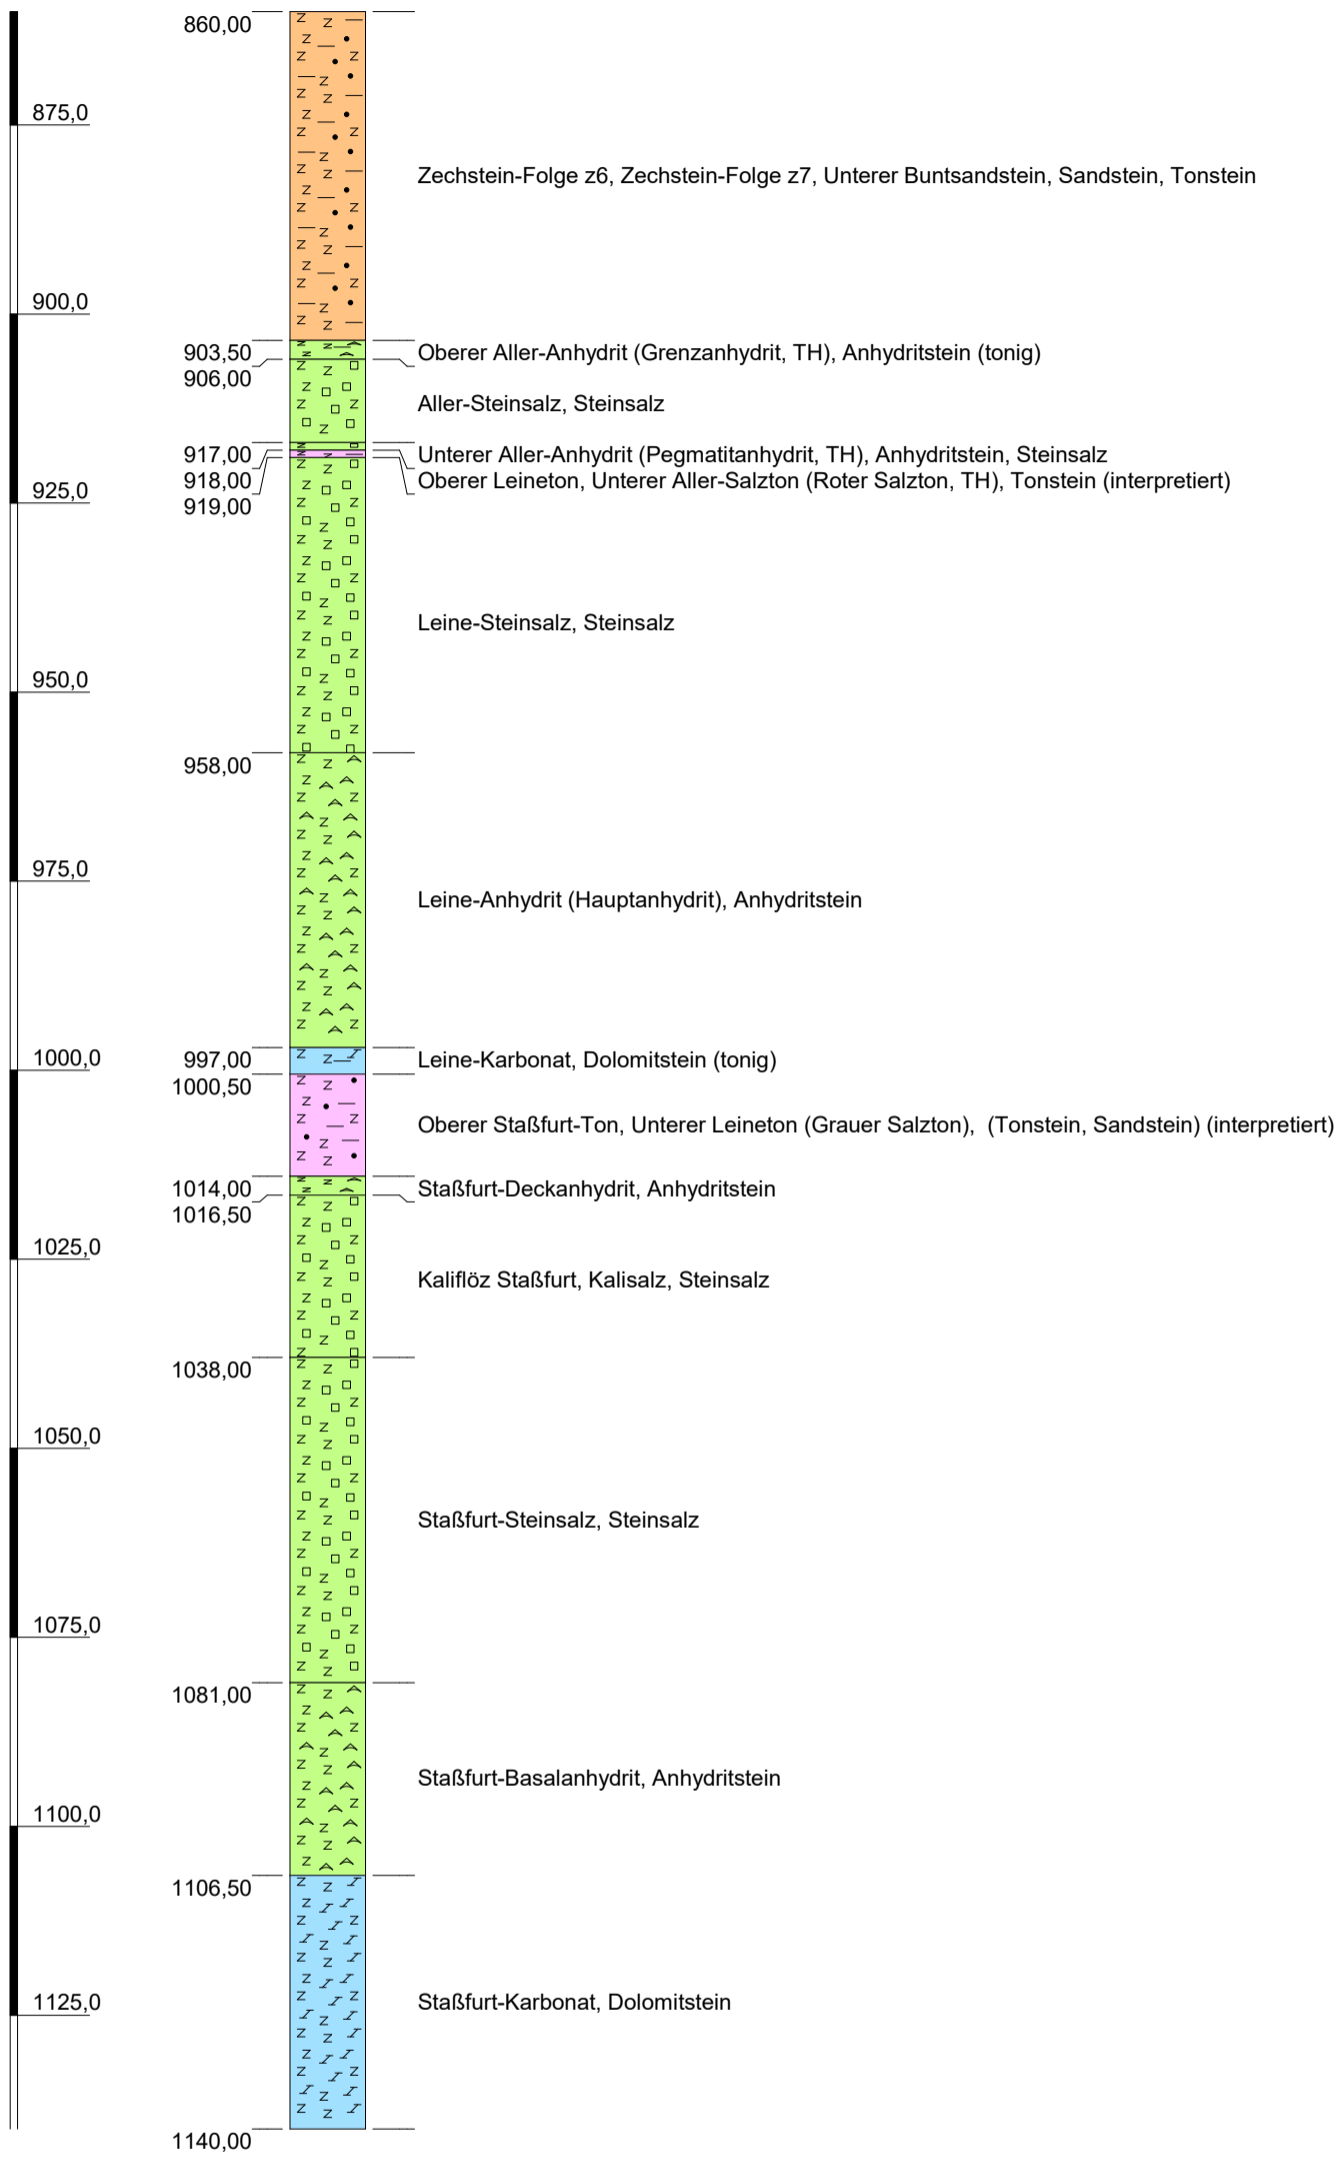 860,00
875,0
Zechstein-Folge z6, Zechstein-Folge z7, Unterer Buntsandstein, Sandstein, Tonstein
900,0
903,50
Oberer Aller-Anhydrit (Grenzanhydrit, TH), Anhydritstein (tonig)
906,00
Aller-Steinsalz, Steinsalz
917,00
Unterer Aller-Anhydrit (Pegmatitanhydrit, TH), Anhydritstein, Steinsalz
918,00
Oberer Leineton, Unterer Aller-Salzton (Roter Salzton, TH), Tonstein (interpretiert)
925,0
919,00
Leine-Steinsalz, Steinsalz
950,0
958,00
975,0
Leine-Anhydrit (Hauptanhydrit), Anhydritstein
1000,0
997,00
Leine-Karbonat, Dolomitstein (tonig)
1000,50
Oberer Staßfurt-Ton, Unterer Leineton (Grauer Salzton),  (Tonstein, Sandstein) (interpretiert)
1014,00
Staßfurt-Deckanhydrit, Anhydritstein
1016,50
1025,0
Kaliflöz Staßfurt, Kalisalz, Steinsalz
1038,00
1050,0
Staßfurt-Steinsalz, Steinsalz
1075,0
1081,00
Staßfurt-Basalanhydrit, Anhydritstein
1100,0
1106,50
1125,0
Staßfurt-Karbonat, Dolomitstein
1140,00